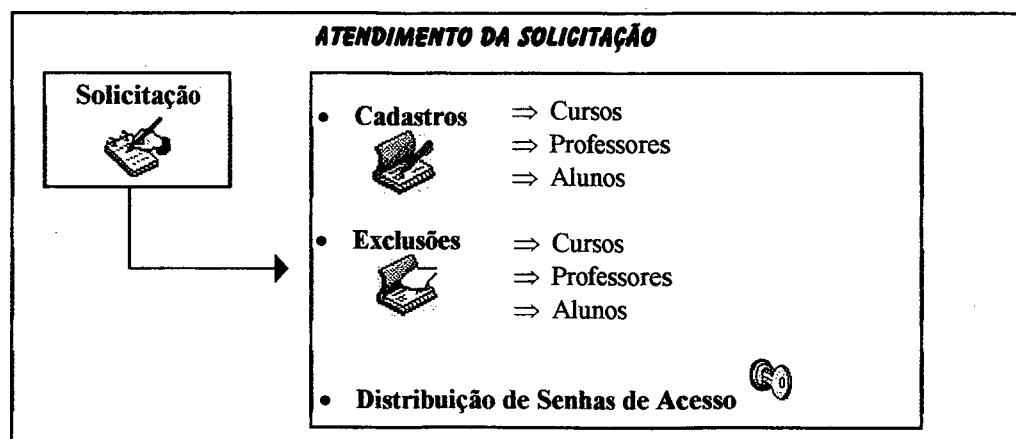 ATENDIMENTO DA SOLICITAÇÃO
Solicitação
• Cadastros ⇒ Cursos
⇒ Professores
⇒ Alunos
• Exclusões ⇒ Cursos
⇒ Professores
⇒ Alunos
• Distribuição de Senhas de Acesso